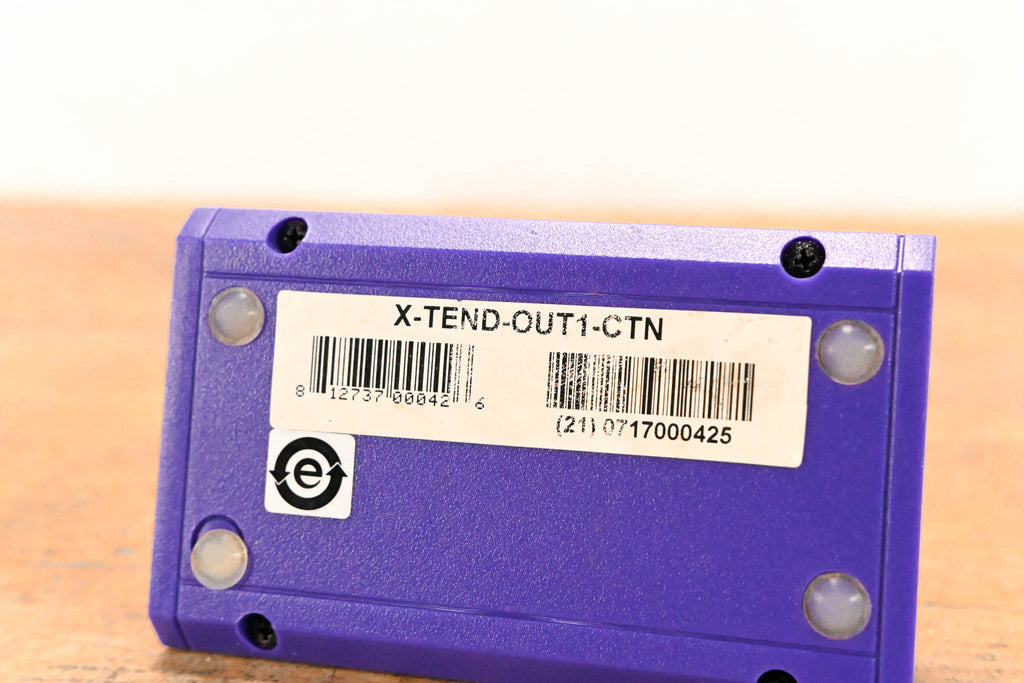 X-TEND-OUT1-CTN
8 12737 00042 6
(21) 0717000425
e